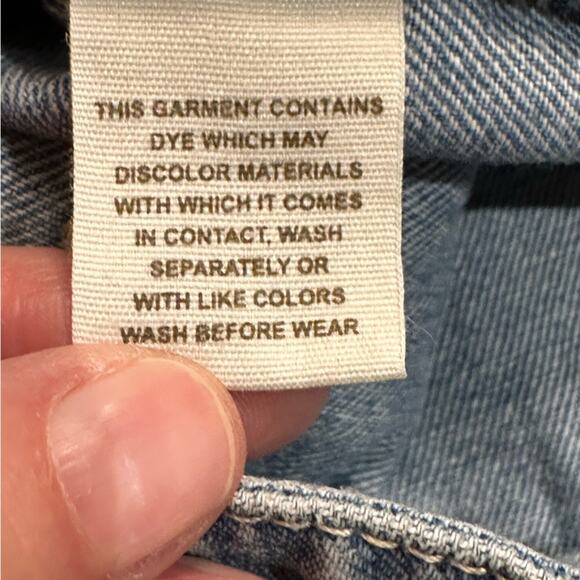 THIS GARMENT CONTAINS
DYE WHICH MAY
DISCOLOR MATERIALS
WITH WHICH IT COMES
IN CONTACT, WASH
SEPARATELY OR
WITH LIKE COLORS
WASH BEFORE WEAR